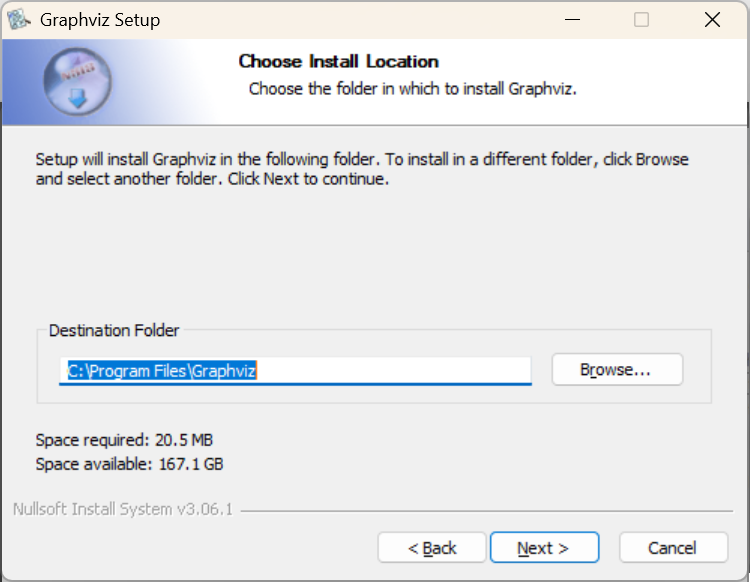 Graphviz Setup
Choose Install Location
Choose the folder in which to install Graphviz.
Setup will install Graphviz in the following folder. To install in a different folder, click Browse
and select another folder. Click Next to continue.
Destination Folder
C:\Program Files\Graphviz
Browse...
Space required: 20.5 MB
Space available: 167.1 GB
Nullsoft Install System v3.06.1
< Back
Next >
Cancel